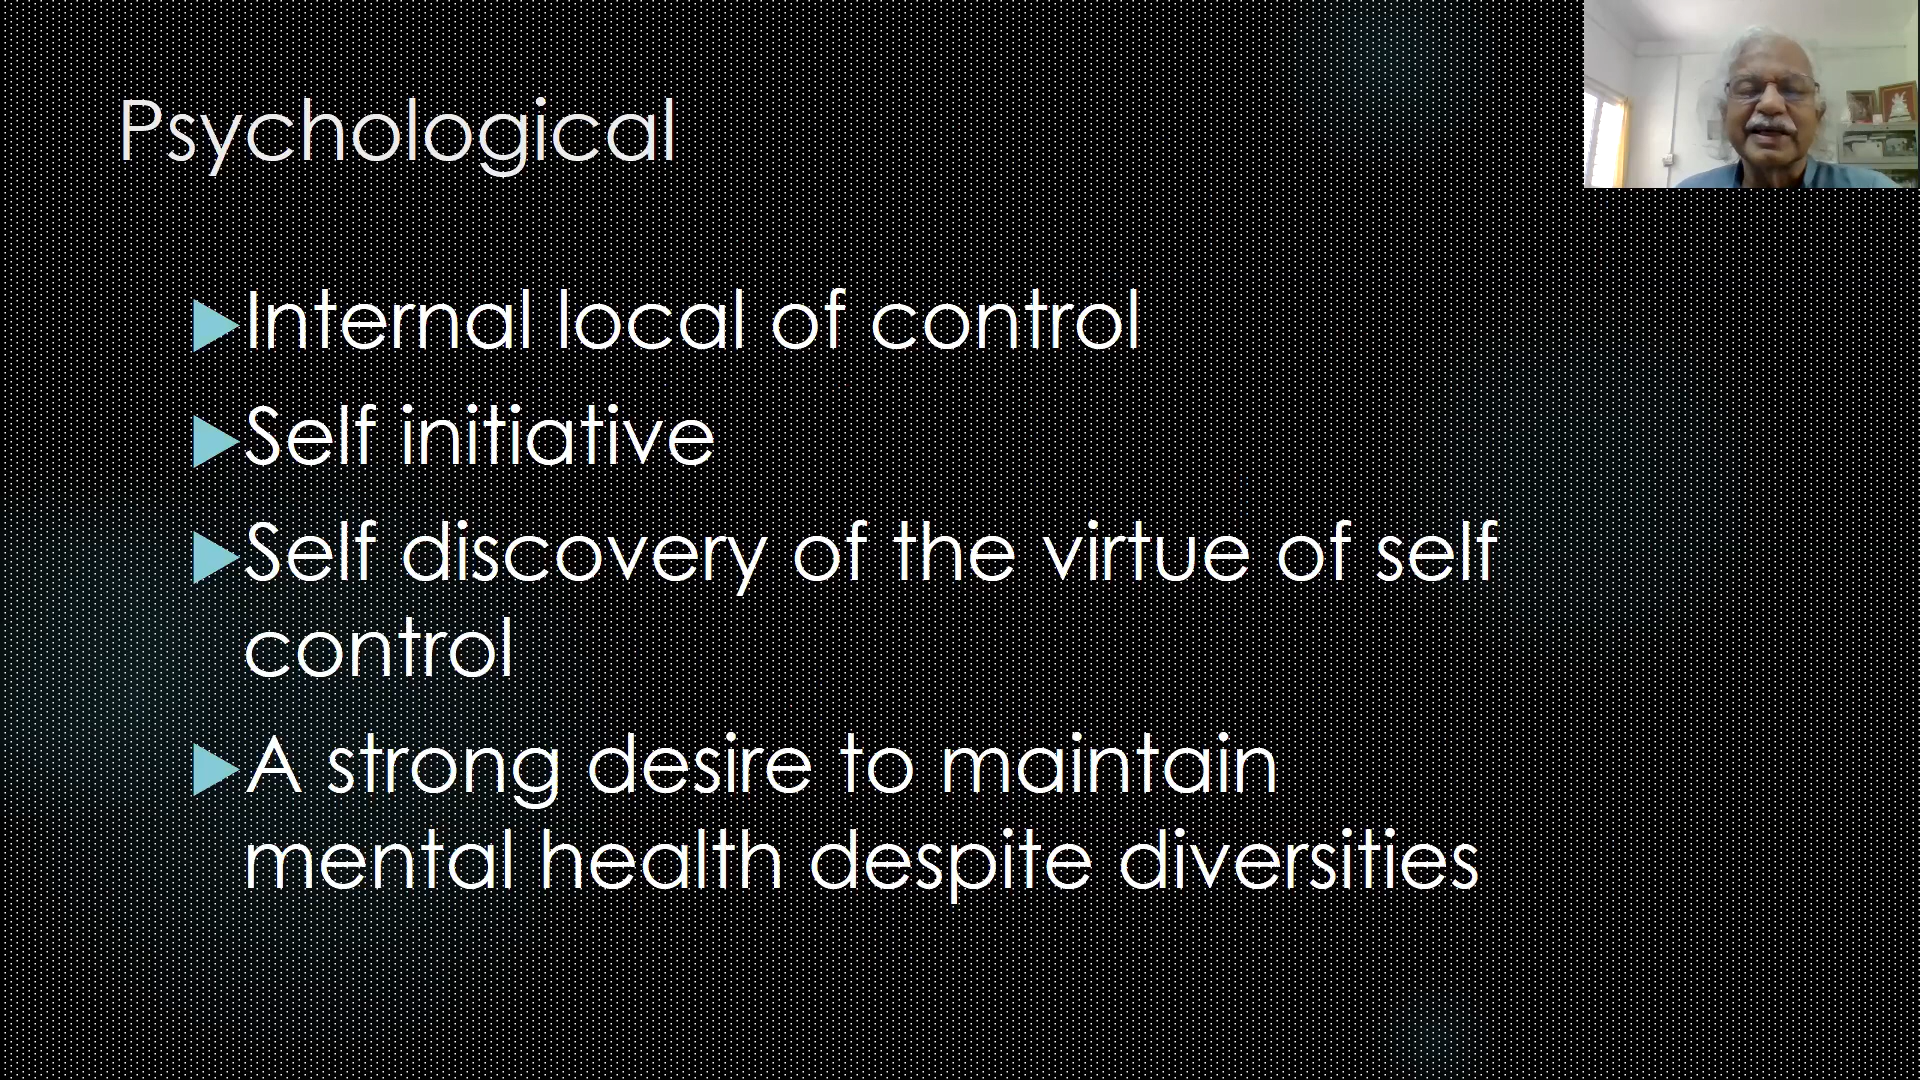 Psychological
Internal local of control
Self initiative
Self discovery of the virtue of self
control
A strong desire to maintain
mental health despite diversities